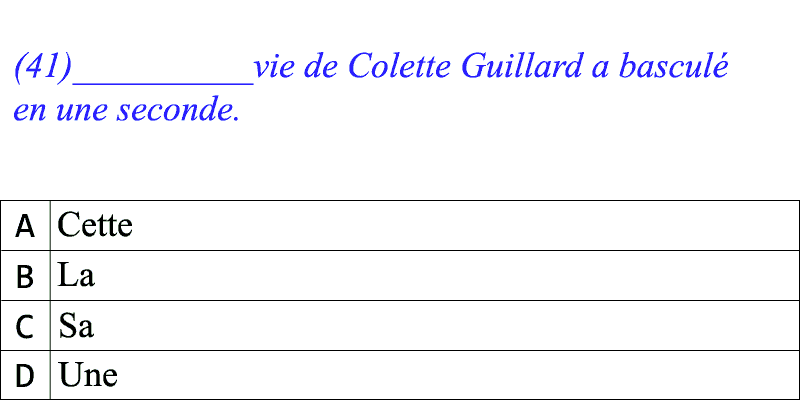 (41)__________vie de Colette Guillard a basculé
en une seconde.
A Cette
B La
C Sa
D Une